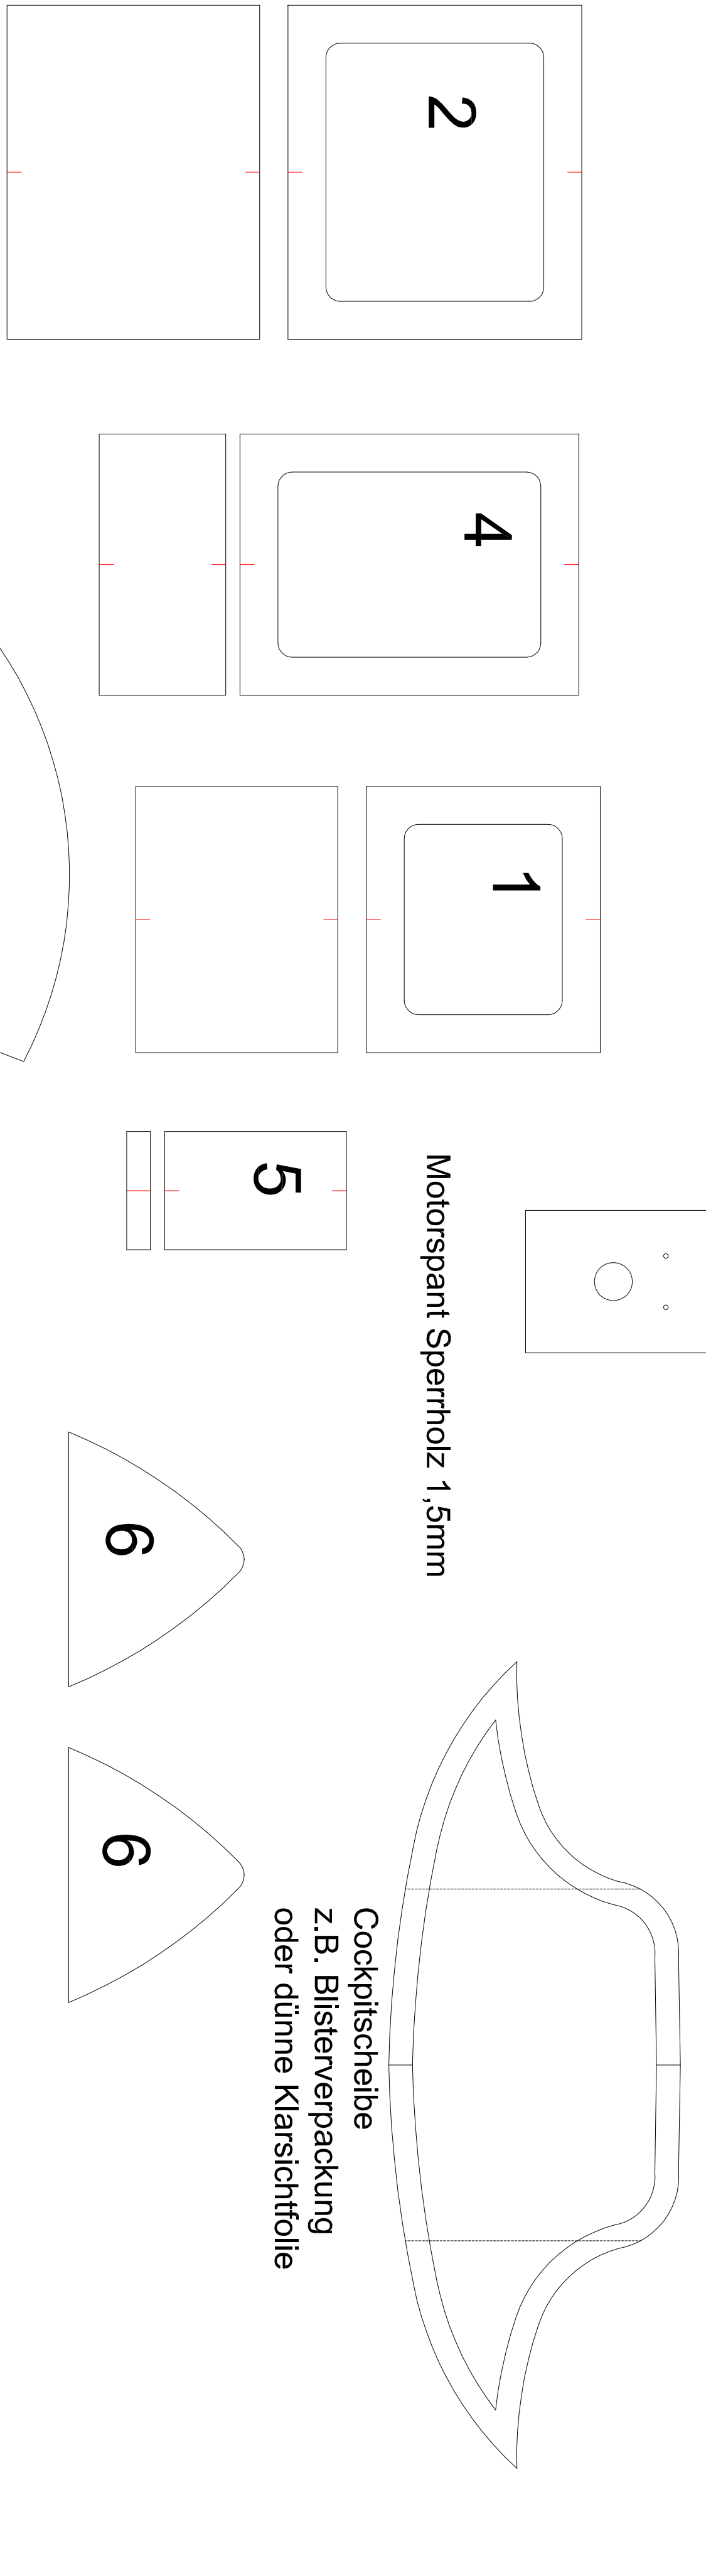 2
4
1
5
Motorspant Sperrholz 1,5mm
6
6
Cockpitscheibe
z.B. Blisterverpackung
oder dünne Klarsichtfolie